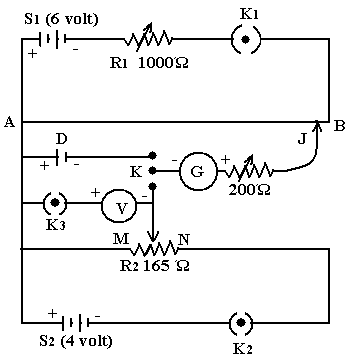 S1 (6 volt)
K1
+ -
R1 1000Ω
A
B
D
J
+ -
K
- G +
200Ω
+ V -
K3
M N
R2 165 Ω
+ -
S2 (4 volt)
K2